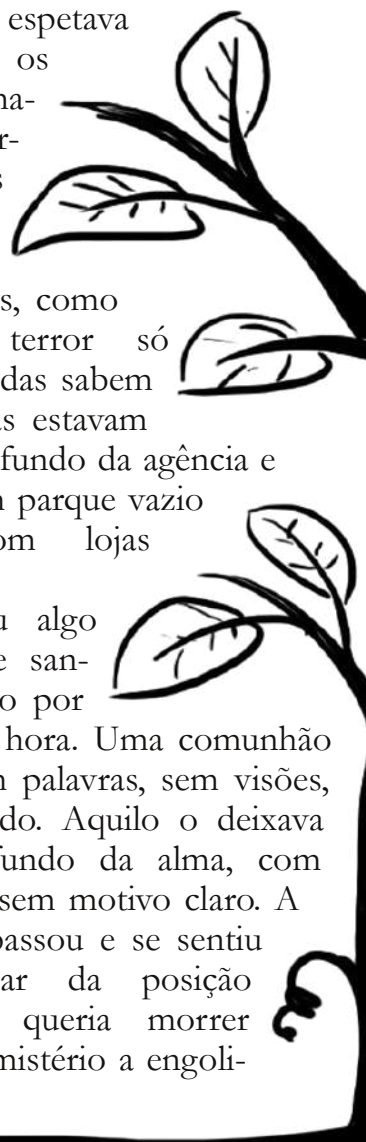 espetava
os
na-
r-
s
s, como
terror só
das sabem
as estavam
fundo da agência e
n parque vazio
om lojas
u algo
e san-
o por
hora. Uma comunhão
n palavras, sem visões,
do. Aquilo o deixava
fundo da alma, com
sem motivo claro. A
passou e se sentiu
ar da posição
queria morrer
mistério a engoli-